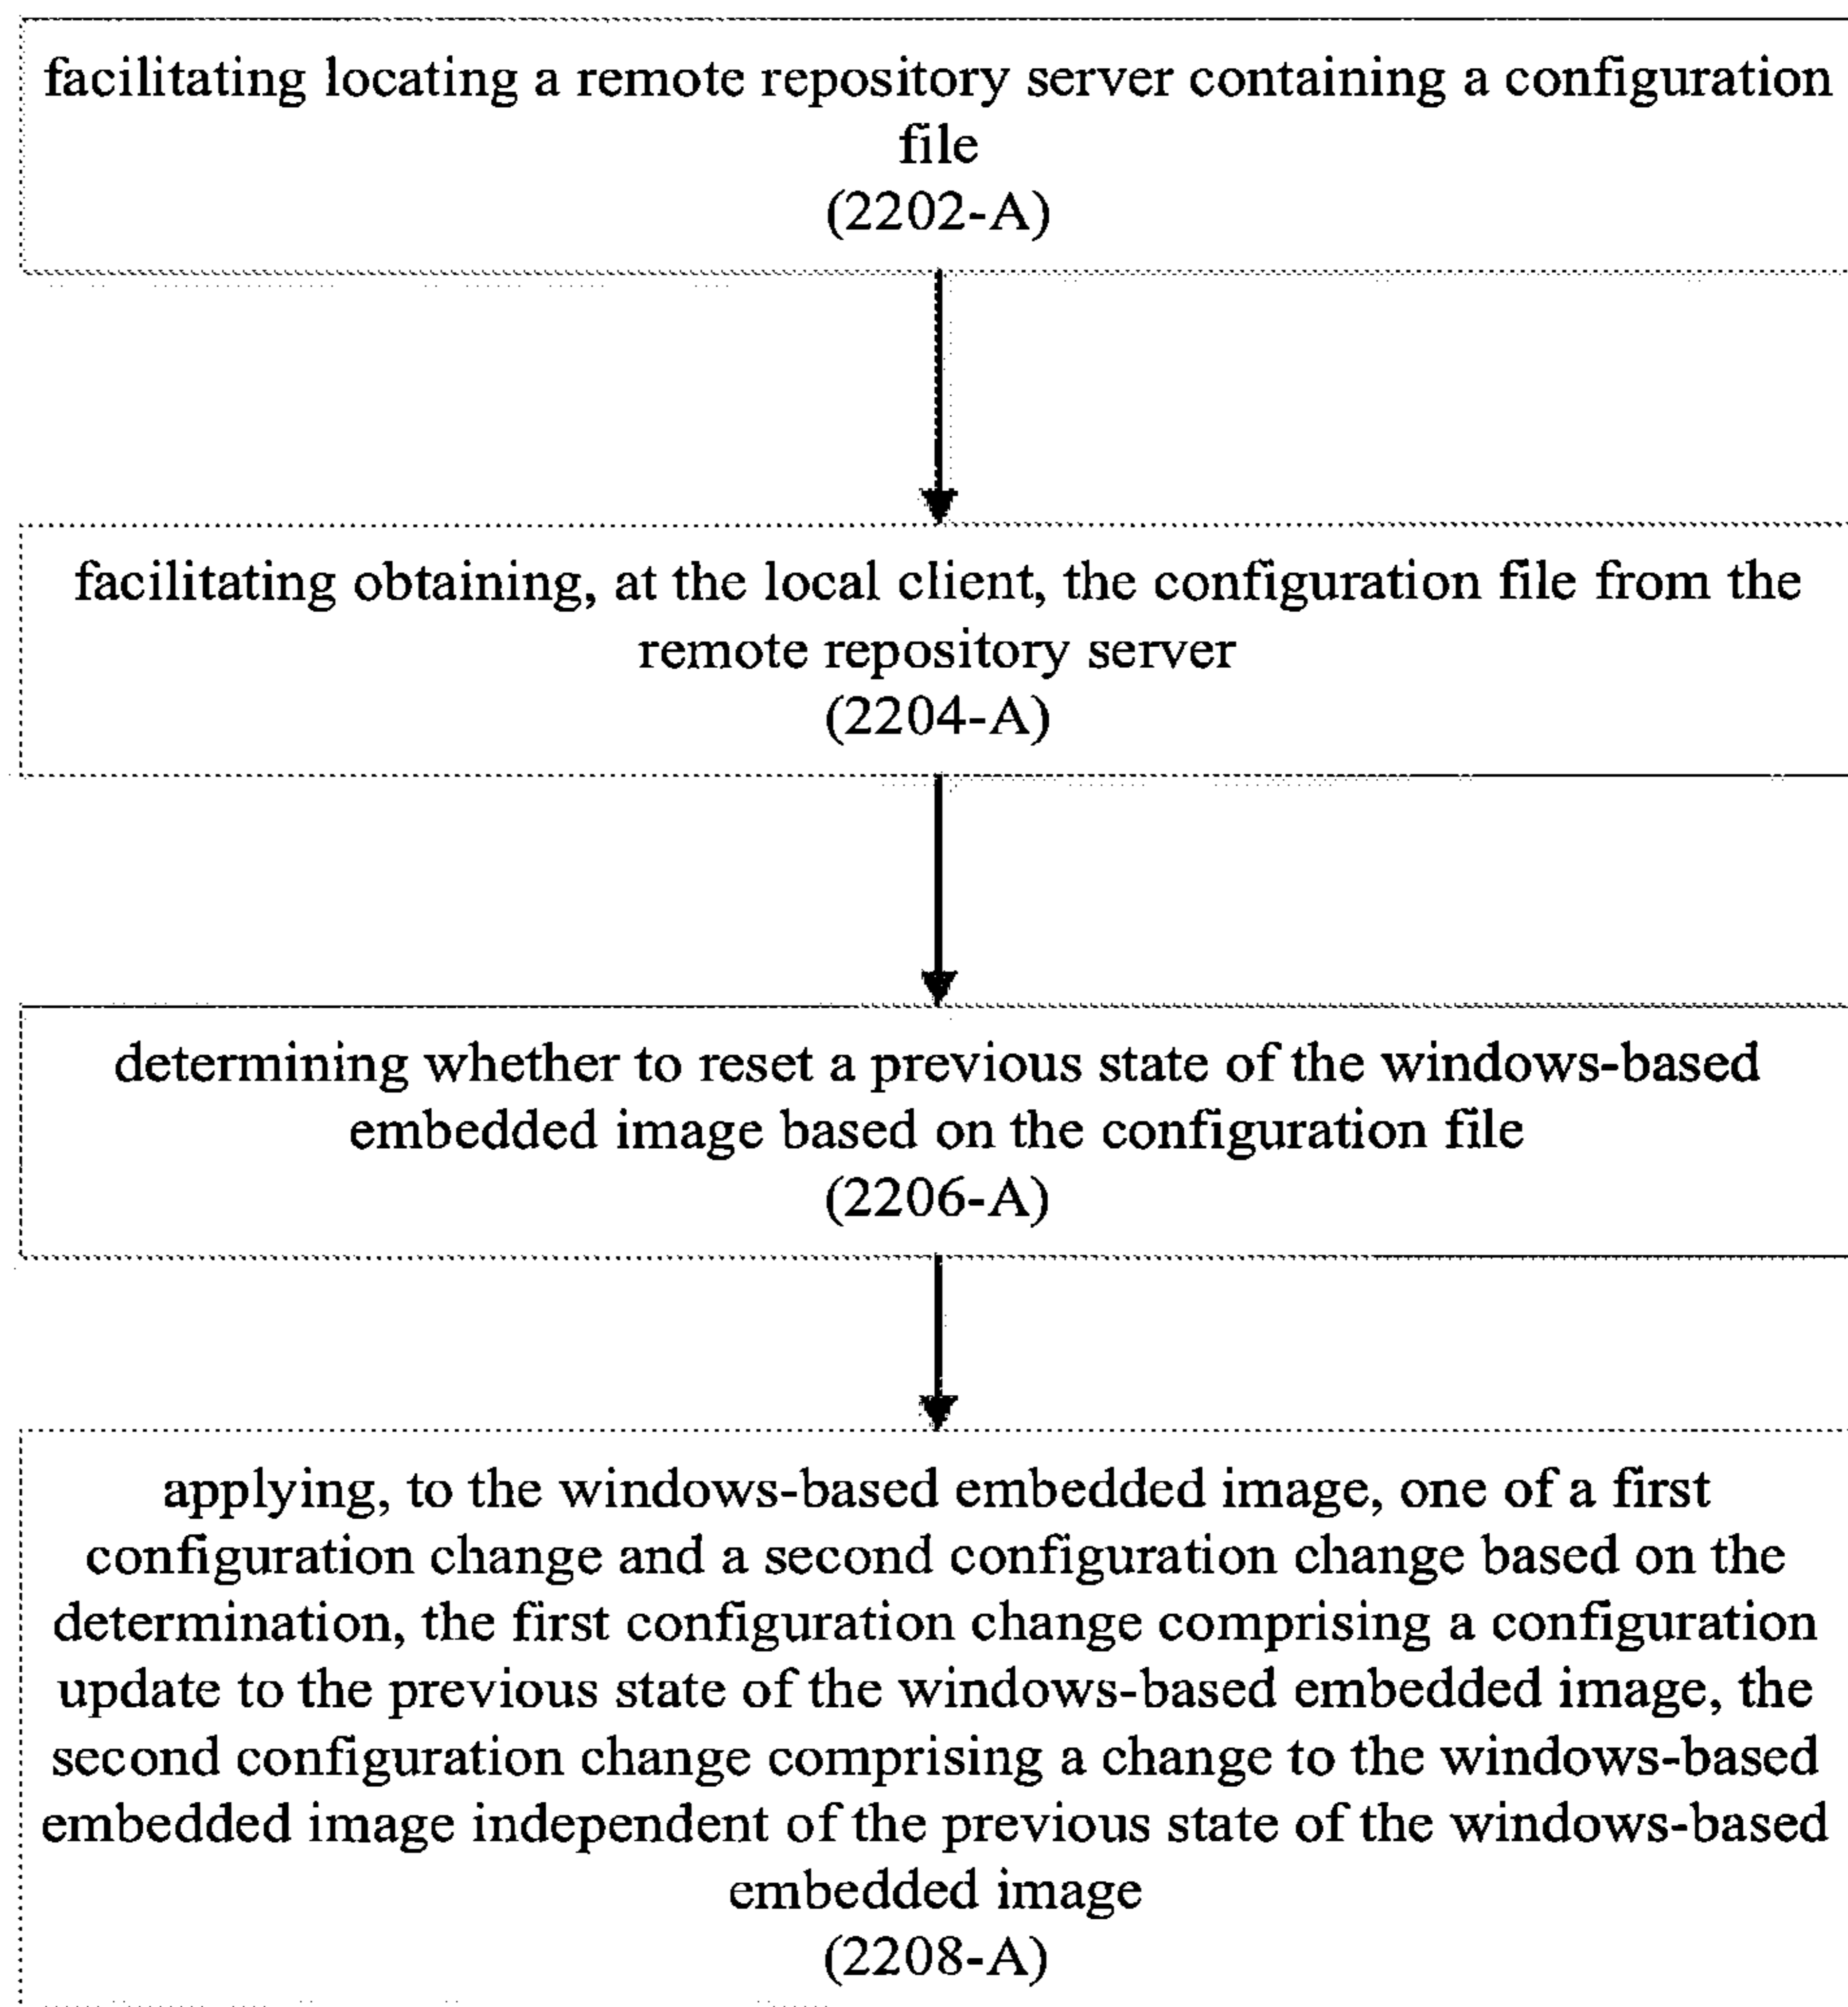 facilitating locating a remote repository server containing a configuration
file
(2202-A)
facilitating obtaining, at the local client, the configuration file from the
remote repository server
(2204-A)
determining whether to reset a previous state of the windows-based
embedded image based on the configuration file
(2206-A)
applying, to the windows-based embedded image, one of a first
configuration change and a second configuration change based on the
determination, the first configuration change comprising a configuration
update to the previous state of the windows-based embedded image, the
second configuration change comprising a change to the windows-based
embedded image independent of the previous state of the windows-based
embedded image
(2208-A)